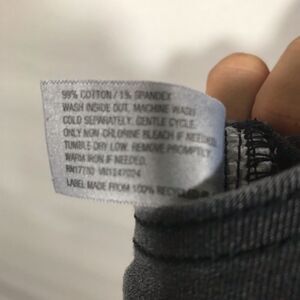 99% COTTON / 1% SPANDEX
WASH INSIDE OUT, MACHINE WASH
COLD SEPARATELY. GENTLE CYCLE.
ONLY NON-CHLORINE BLEACH IF NEEDED.
TUMBLE DRY LOW. REMOVE PROMPTLY.
WARM IRON IF NEEDED.
RN17730
LABEL MADE FROM 100% RECYCLED